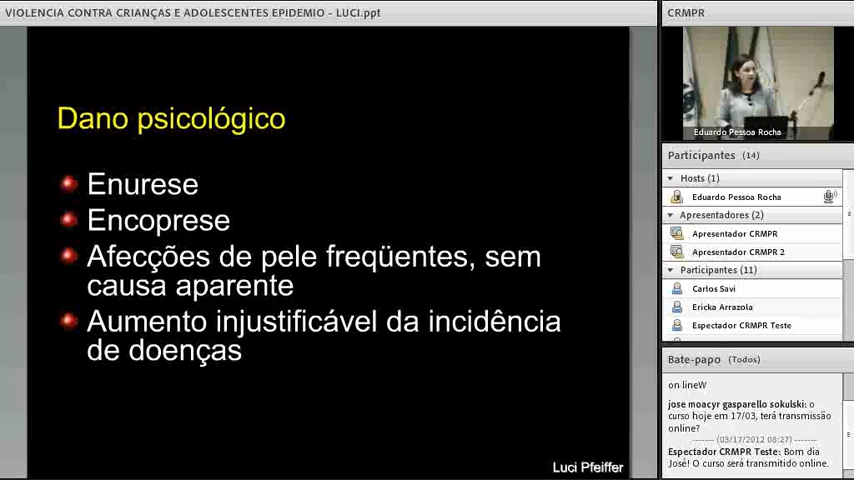 VIOLENCIA CONTRA CRIANÇAS E ADOLESCENTES EPIDEMIO - LUCI.ppt
Dano psicológico
Enurese
Encoprese
Afecções de pele freqüentes, sem
causa aparente
Aumento injustificável da incidência
de doenças
Luci Pfeiffer
CRMPR
Eduardo Pessoa Rocha
Participantes (14)
Hosts (1)
Eduardo Pessoa Rocha
Apresentadores (2)
Apresentador CRMPR
Apresentador CRMPR 2
Participantes (11)
Carlos Savi
Ericka Arrazola
Espectador CRMPR Teste
Bate-papo (Todos)
on lineW
jose moacyr gasparello sokulski: o
curso hoje em 17/03, terá transmissão
online?
------- (03/17/2012 08:27) -------
Espectador CRMPR Teste: Bom dia
José! O curso será transmitido online.